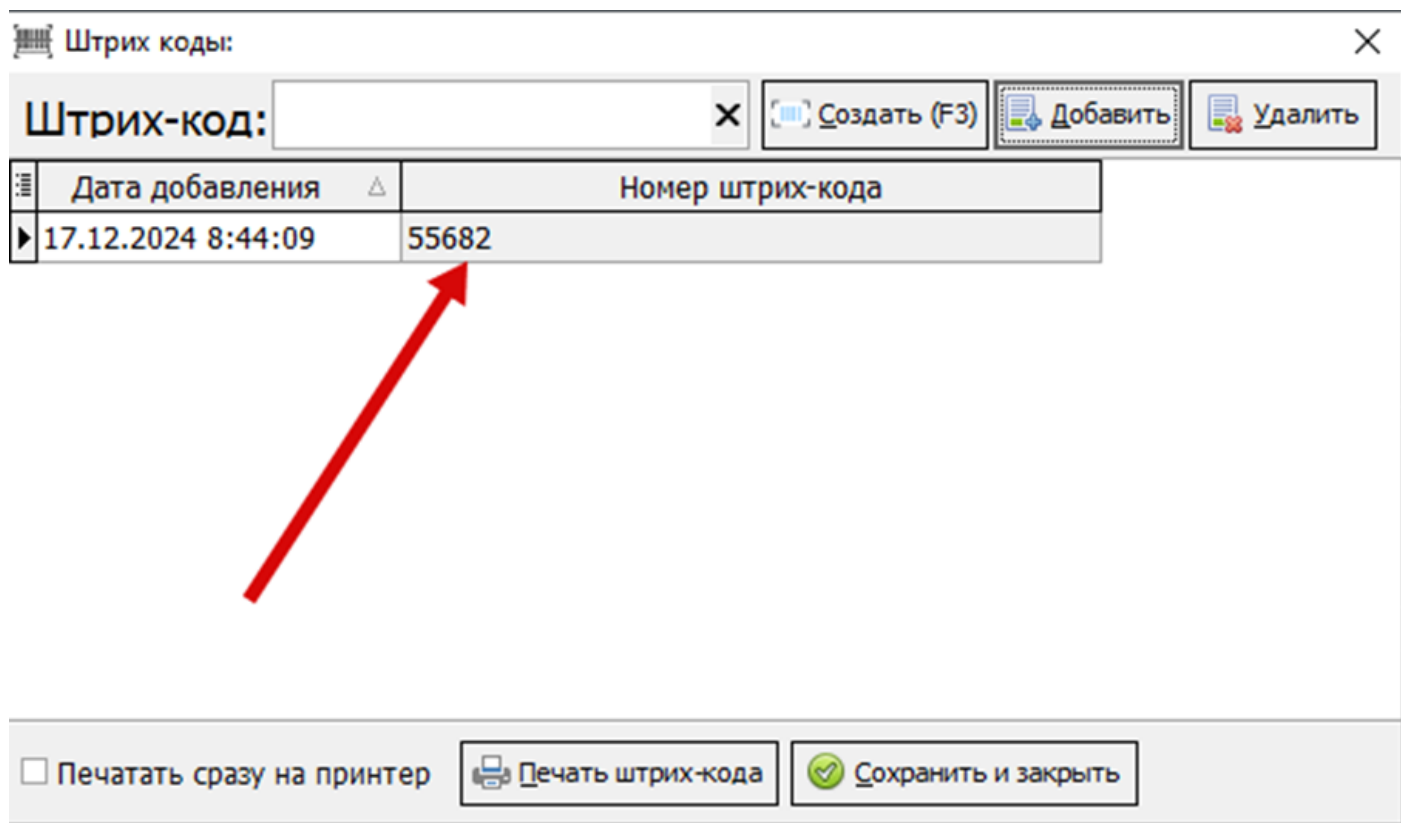 Штрих коды:
Штрих-код: Создать (F3) Добавить Удалить
Дата добавления Номер штрих-кода
17.12.2024 8:44:09 55682
Печатать сразу на принтер Печать штрих-кода Сохранить и закрыть